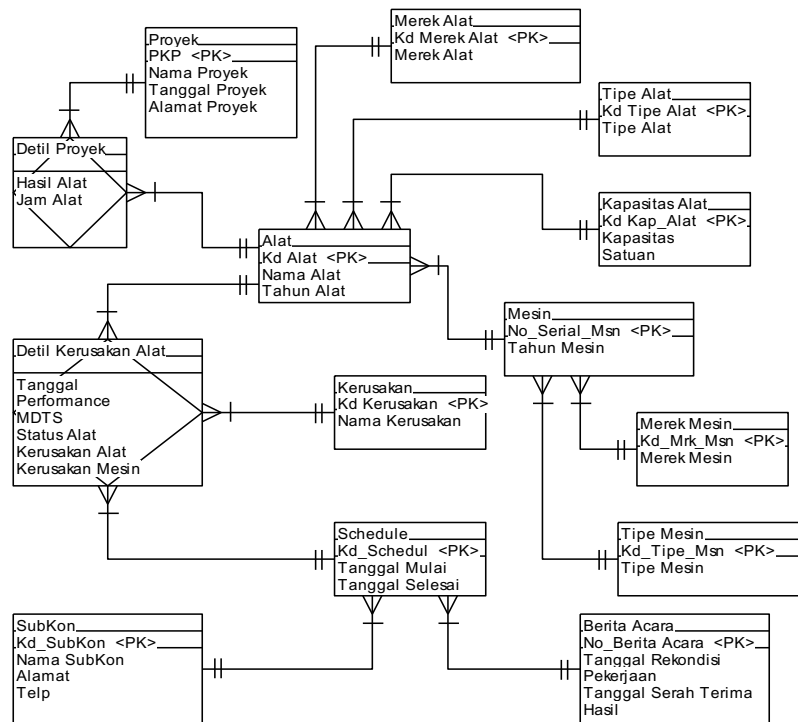 Proyek
PKP <PK>
Nama Proyek
Tanggal Proyek
Alamat Proyek
Merek Alat
Kd Merek Alat <PK>
Merek Alat
Tipe Alat
Kd Tipe Alat <PK>
Tipe Alat
Detil Proyek
Hasil Alat
Jam Alat
Kapasitas Alat
Kd Kap_Alat <PK>
Kapasitas
Satuan
Alat
Kd Alat <PK>
Nama Alat
Tahun Alat
Mesin
No_Serial_Msn <PK>
Tahun Mesin
Detil Kerusakan Alat
Tanggal
Performance
MDTS
Status Alat
Kerusakan Alat
Kerusakan Mesin
Kerusakan
Kd Kerusakan <PK>
Nama Kerusakan
Merek Mesin
Kd_Mrk_Msn <PK>
Merek Mesin
Schedule
Kd_Schedul <PK>
Tanggal Mulai
Tanggal Selesai
Tipe Mesin
Kd_Tipe_Msn <PK>
Tipe Mesin
SubKon
Kd_SubKon <PK>
Nama SubKon
Alamat
Telp
Berita Acara
No_Berita Acara <PK>
Tanggal Rekondisi
Pekerjaan
Tanggal Serah Terima
Hasil